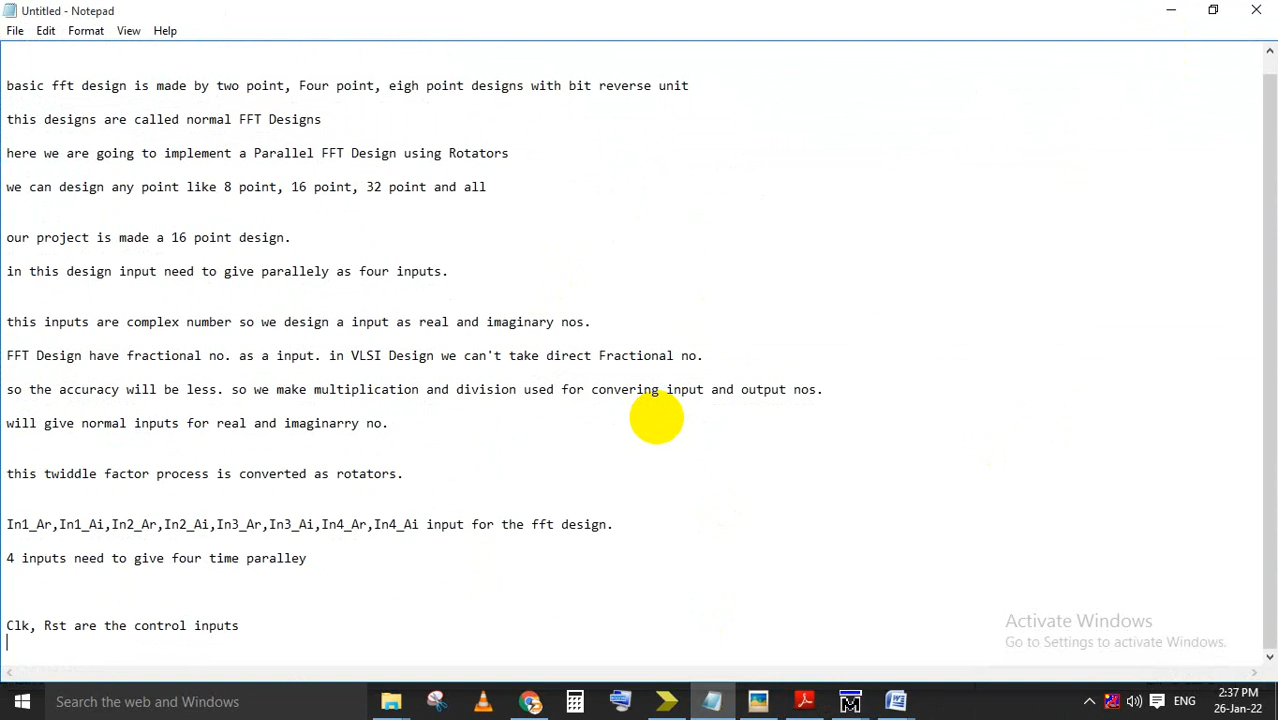 Untitled - Notepad
File Edit Format View Help
basic fft design is made by two point, Four point, eigh point designs with bit reverse unit
this designs are called normal FFT Designs
here we are going to implement a Parallel FFT Design using Rotators
we can design any point like 8 point, 16 point, 32 point and all
our project is made a 16 point design.
in this design input need to give parallely as four inputs.
this inputs are complex number so we design a input as real and imaginary nos.
FFT Design have fractional no. as a input. in VLSI Design we can't take direct Fractional no.
so the accuracy will be less. so we make multiplication and division used for convering input and output nos.
will give normal inputs for real and imaginarry no.
this twiddle factor process is converted as rotators.
In1_Ar,In1_Ai,In2_Ar,In2_Ai,In3_Ar,In3_Ai,In4_Ar,In4_Ai input for the fft design.
4 inputs need to give four time paralley
Clk, Rst are the control inputs
Activate Windows
Go to Settings to activate Windows.
Search the web and Windows
ENG
2:37 PM
26-Jan-22